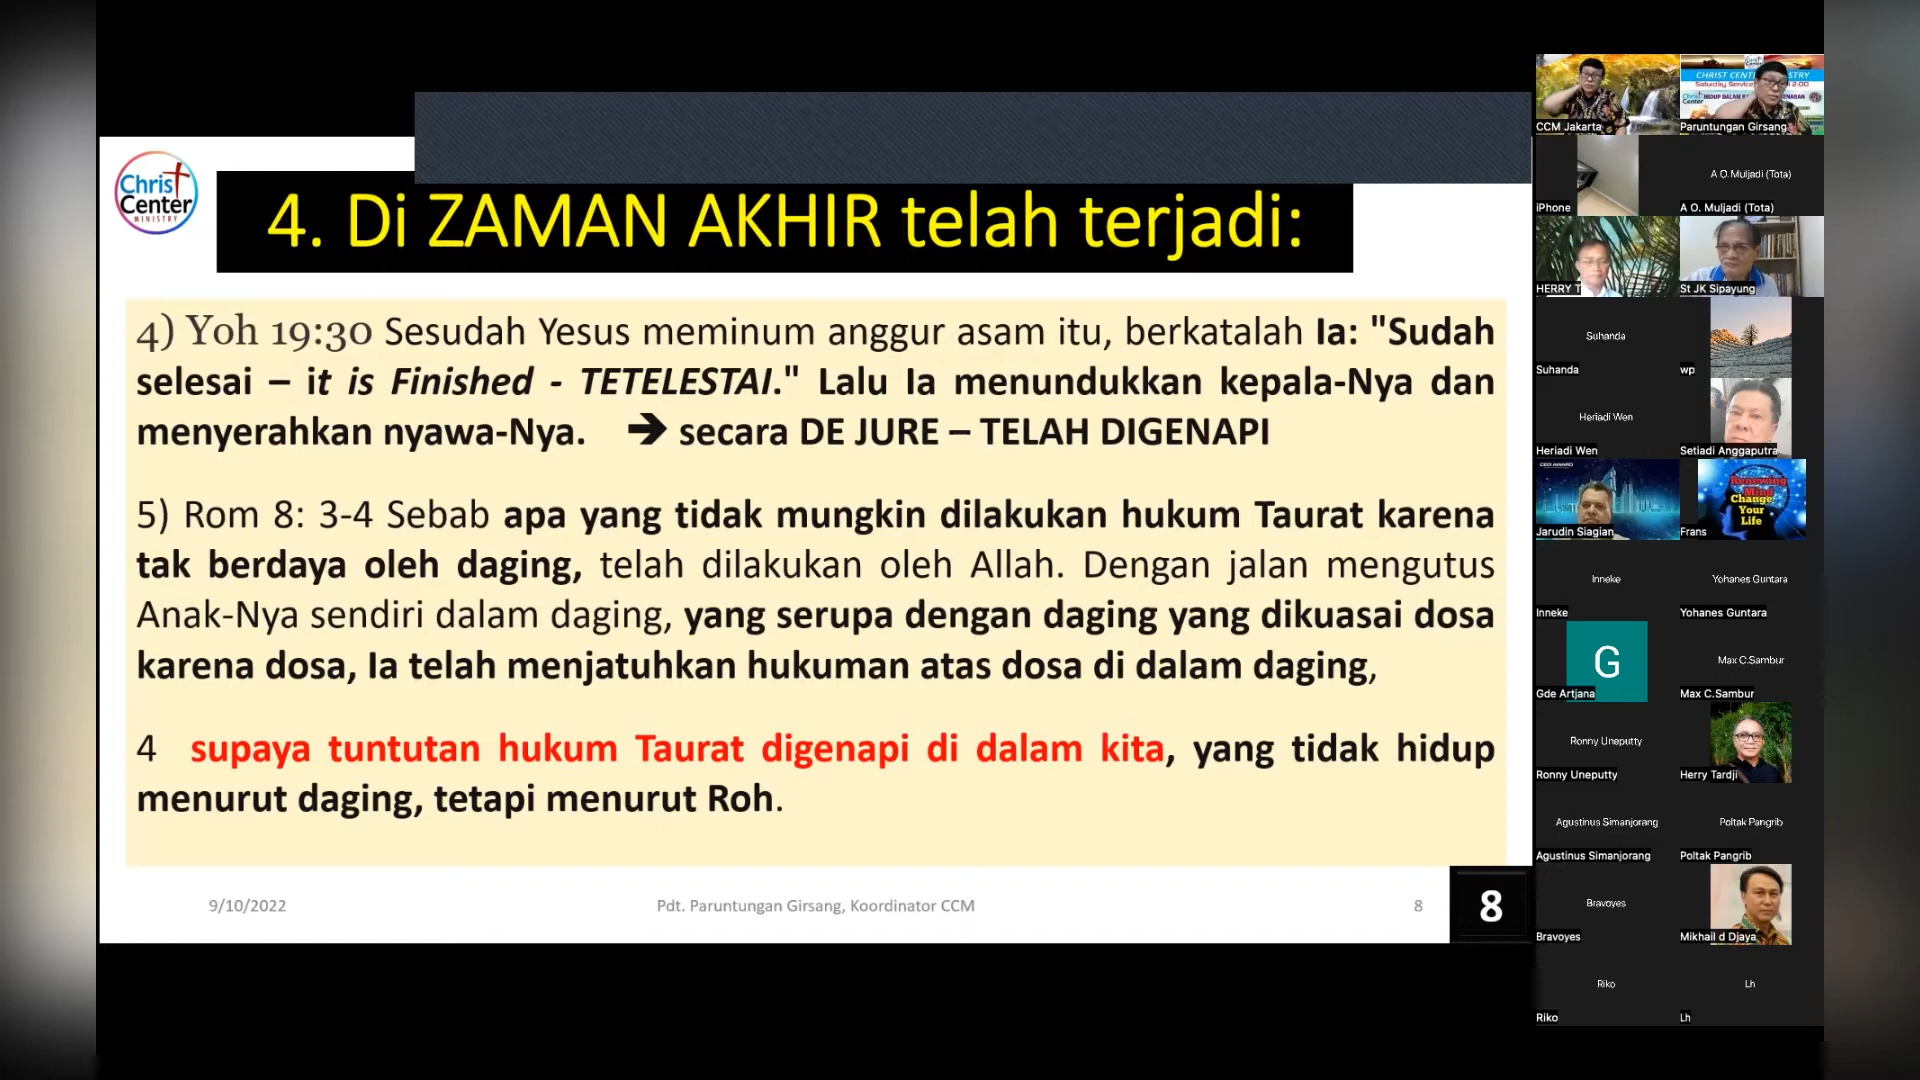 Christ
Center
MINISTRY
4. Di ZAMAN AKHIR telah terjadi:
4) Yoh 19:30 Sesudah Yesus meminum anggur asam itu, berkatalah Ia: "Sudah
selesai – it is Finished - TETELESTAI." Lalu Ia menundukkan kepala-Nya dan
menyerahkan nyawa-Nya. ➔ secara DE JURE – TELAH DIGENAPI
5) Rom 8: 3-4 Sebab apa yang tidak mungkin dilakukan hukum Taurat karena
tak berdaya oleh daging, telah dilakukan oleh Allah. Dengan jalan mengutus
Anak-Nya sendiri dalam daging, yang serupa dengan daging yang dikuasai dosa
karena dosa, Ia telah menjatuhkan hukuman atas dosa di dalam daging,
4 supaya tuntutan hukum Taurat digenapi di dalam kita, yang tidak hidup
menurut daging, tetapi menurut Roh.
9/10/2022
Pdt. Paruntungan Girsang, Koordinator CCM
8
8
CCM Jakarta
Paruntungan Girsang
iPhone
A O. Muljadi (Tota)
A O. Muljadi (Tota)
HERRY T
St JK Sipayung
Suhanda
Suhanda
wp
Heriadi Wen
Heriadi Wen
Setiadi Anggaputra
CEO AWARD
Jarudin Siagian
Renewing
Mind
Change
Your
Life
Frans
Inneke
Inneke
Yohanes Guntara
Yohanes Guntara
G
Gde Artjana
Max C.Sambur
Max C.Sambur
Ronny Uneputty
Ronny Uneputty
Herry Tardji
Agustinus Simanjorang
Agustinus Simanjorang
Poltak Pangrib
Poltak Pangrib
Bravoyes
Bravoyes
Mikhail d Djaya
Riko
Riko
Lh
Lh